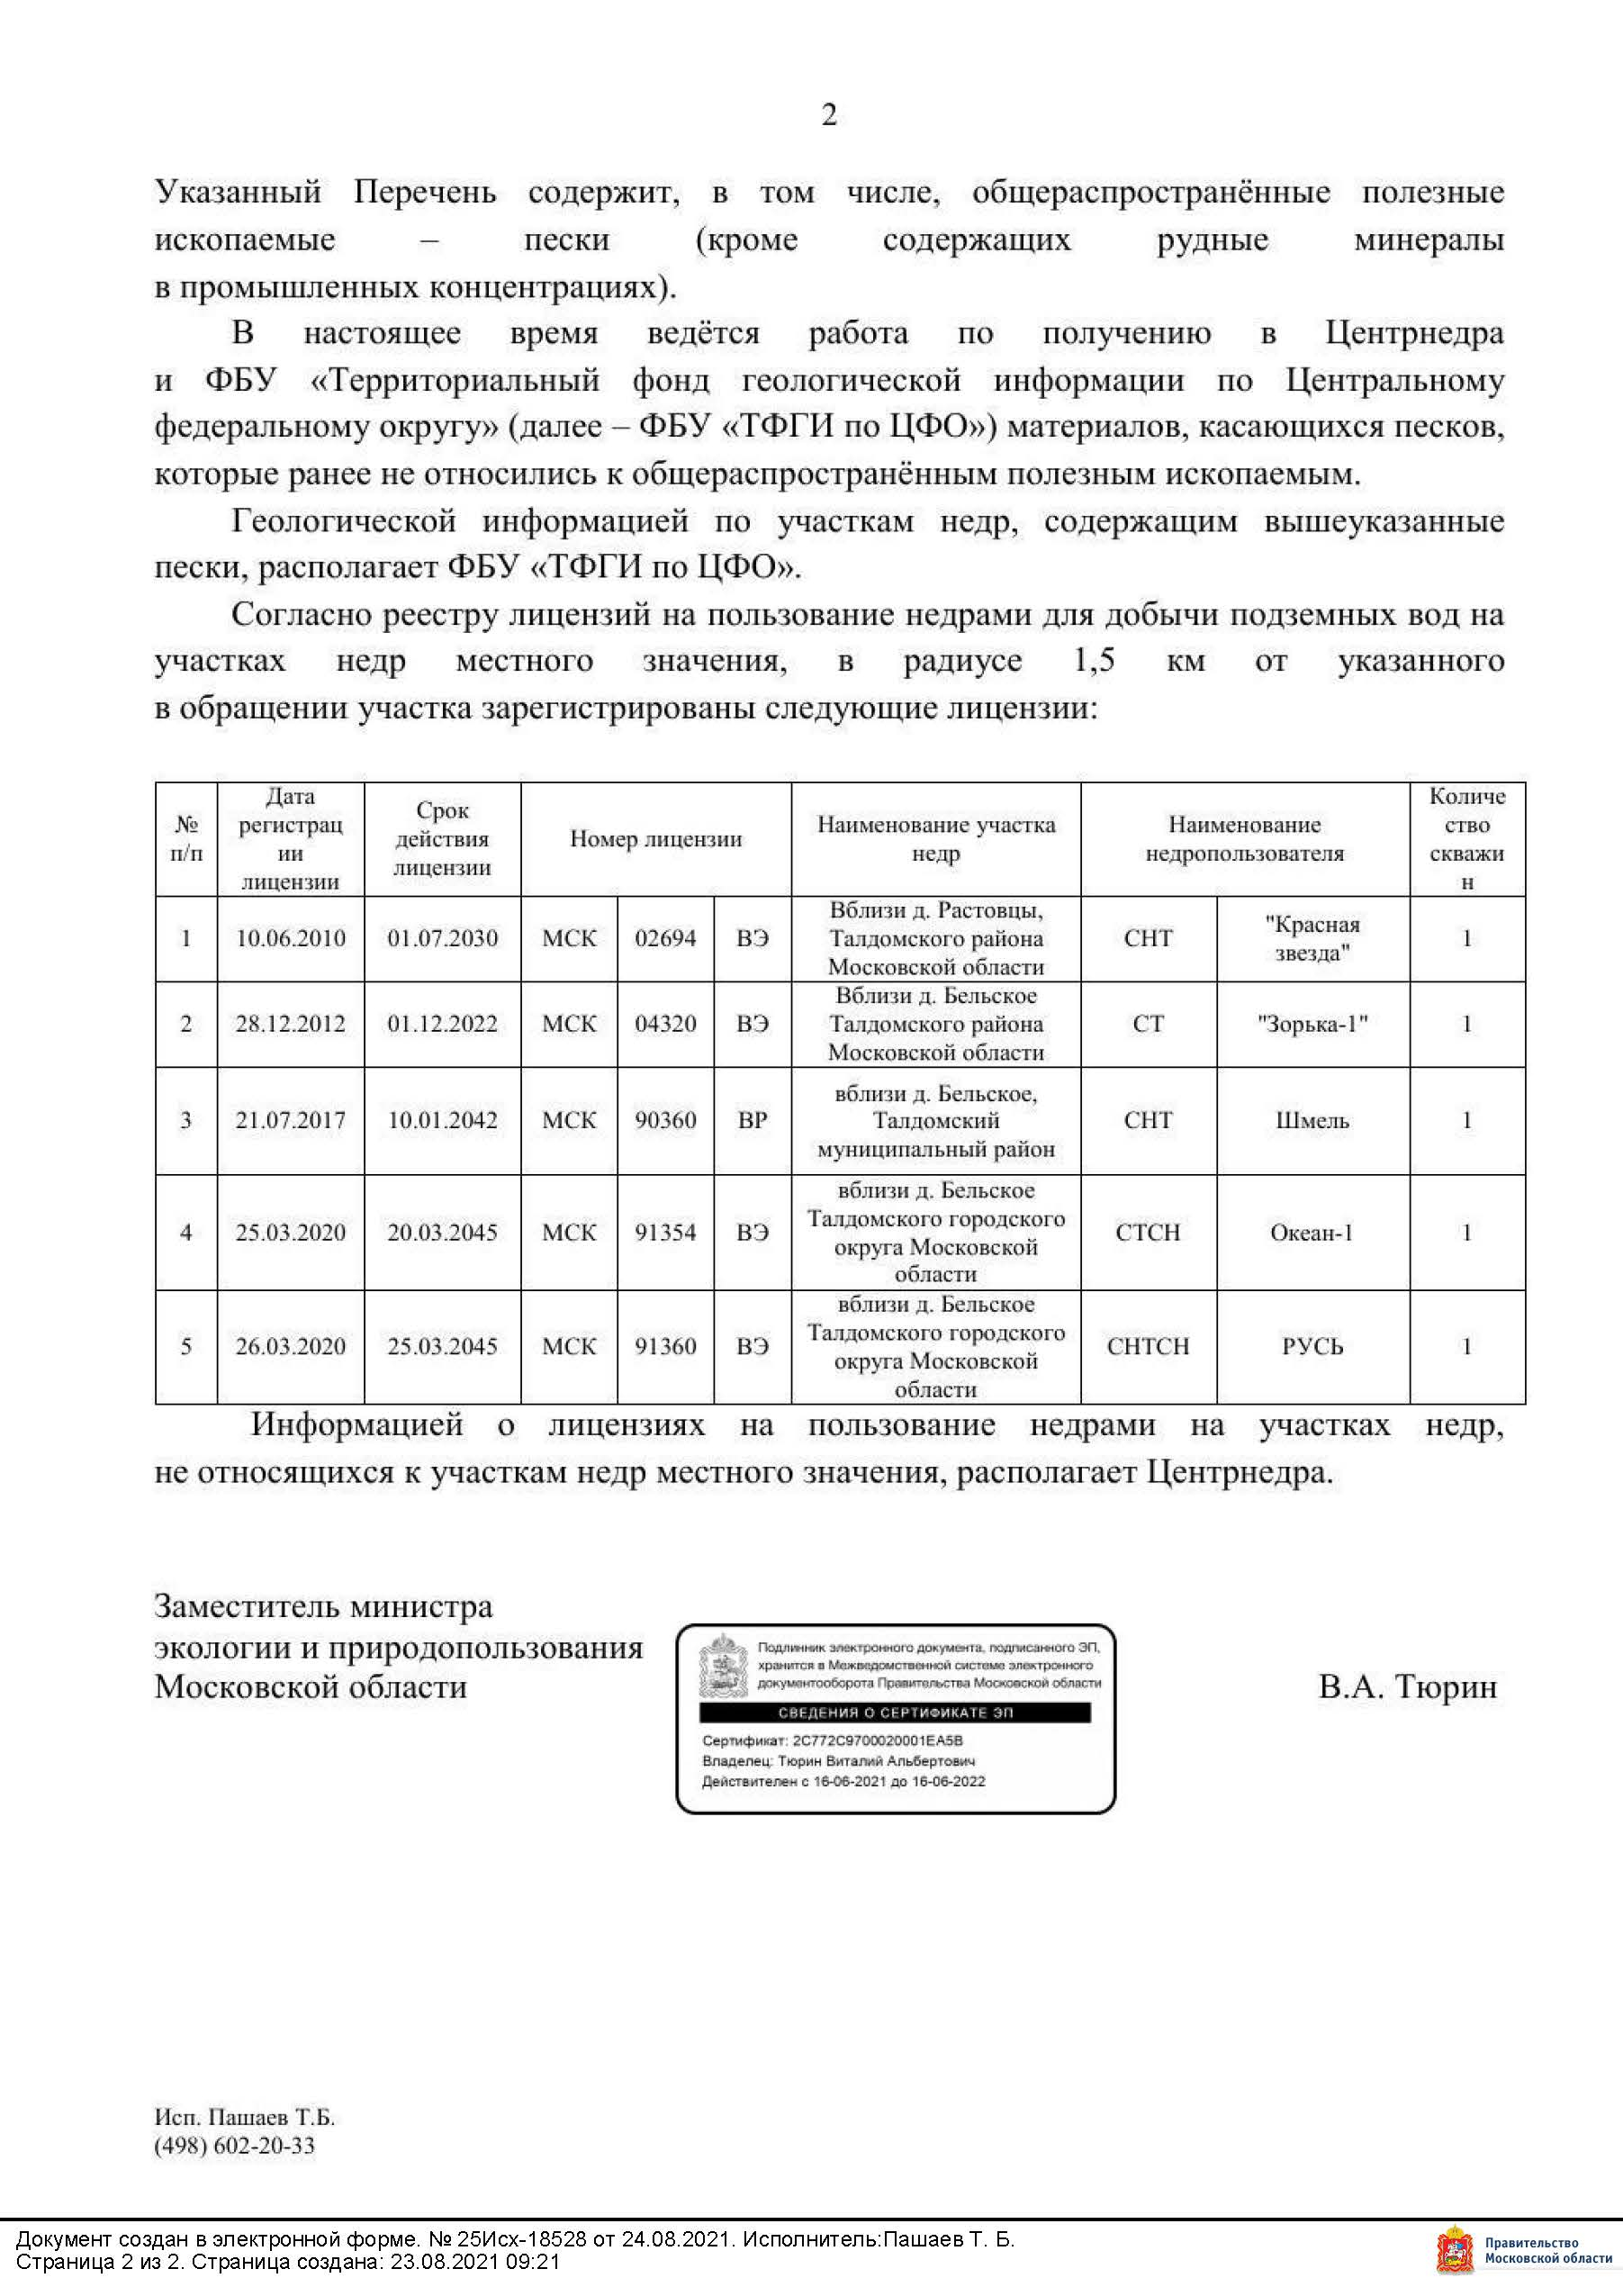 2
Указанный Перечень содержит, в том числе, общераспространённые полезные
ископаемые – пески (кроме содержащих рудные минералы
в промышленных концентрациях).
В настоящее время ведётся работа по получению в Центрнедра
и ФБУ «Территориальный фонд геологической информации по Центральному
федеральному округу» (далее – ФБУ «ТФГИ по ЦФО») материалов, касающихся песков,
которые ранее не относились к общераспространённым полезным ископаемым.
Геологической информацией по участкам недр, содержащим вышеуказанные
пески, располагает ФБУ «ТФГИ по ЦФО».
Согласно реестру лицензий на пользование недрами для добычи подземных вод на
участках недр местного значения, в радиусе 1,5 км от указанного
в обращении участка зарегистрированы следующие лицензии:
№ п/п Дата регистрац ии лицензии Срок действия лицензии Номер лицензии Наименование участка недр Наименование недропользователя Количе ство скважи н
1 10.06.2010 01.07.2030 МСК 02694 ВЭ Вблизи д. Растовцы, Талдомского района Московской области СНТ "Красная звезда" 1
2 28.12.2012 01.12.2022 МСК 04320 ВЭ Вблизи д. Бельское Талдомского района Московской области СТ "Зорька-1" 1
3 21.07.2017 10.01.2042 МСК 90360 ВР вблизи д. Бельское, Талдомский муниципальный район СНТ Шмель 1
4 25.03.2020 20.03.2045 МСК 91354 ВЭ вблизи д. Бельское Талдомского городского округа Московской области СТСН Океан-1 1
5 26.03.2020 25.03.2045 МСК 91360 ВЭ вблизи д. Бельское Талдомского городского округа Московской области СНТСН РУСЬ 1
Информацией о лицензиях на пользование недрами на участках недр,
не относящихся к участкам недр местного значения, располагает Центрнедра.
Заместитель министра
экологии и природопользования
Московской области
Подлинник электронного документа, подписанного ЭП,
хранится в Межведомственной системе электронного
документооборота Правительства Московской области
СВЕДЕНИЯ О СЕРТИФИКАТЕ ЭП
Сертификат: 2C772C9700020001EA5B
Владелец: Тюрин Виталий Альбертович
Действителен с 16-06-2021 до 16-06-2022
В.А. Тюрин
Исп. Пашаев Т.Б.
(498) 602-20-33
Документ создан в электронной форме. № 25Исх-18528 от 24.08.2021. Исполнитель:Пашаев Т. Б.
Страница 2 из 2. Страница создана: 23.08.2021 09:21
Правительство
Московской области